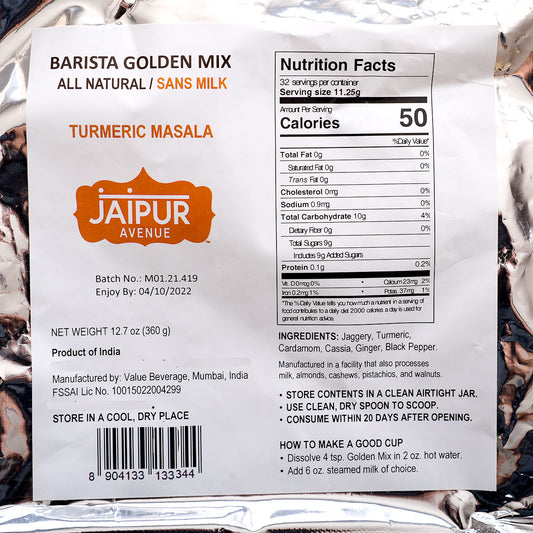 BARISTA GOLDEN MIX
ALL NATURAL / SANS MILK
TURMERIC MASALA
JAIPUR
AVENUE
™
Batch No.: M01.21.419
Enjoy By: 04/10/2022
NET WEIGHT 12.7 oz (360 g)
Product of India
Manufactured by: Value Beverage, Mumbai, India
FSSAI Lic No. 10015022004299
STORE IN A COOL, DRY PLACE
8 904133 133344
Nutrition Facts
32 servings per container
Serving size 11.25g
Amount Per Serving
Calories 50
%Daily Value*
Total Fat 0g 0%
Saturated Fat 0g 0%
Trans Fat 0g
Cholesterol 0mg 0%
Sodium 0.9mg 0%
Total Carbohydrate 10g 4%
Dietary Fiber 0g 0%
Total Sugars 9g
Includes 9g Added Sugars
Protein 0.1g 0.2%
Vit. D 0mcg 0% • Calcium 23mg 2%
Iron 0.2mg 1% • Potas. 37mg 1%
*The %Daily Value tells you how much a nutrient in a serving of
food contributes to a daily diet 2000 calories a day is used for
general nutrition advice.
INGREDIENTS: Jaggery, Turmeric,
Cardamom, Cassia, Ginger, Black Pepper.
Manufactured in a facility that also processes
milk, almonds, cashews, pistachios, and walnuts.
• STORE CONTENTS IN A CLEAN AIRTIGHT JAR.
• USE CLEAN, DRY SPOON TO SCOOP.
• CONSUME WITHIN 20 DAYS AFTER OPENING.
HOW TO MAKE A GOOD CUP
• Dissolve 4 tsp. Golden Mix in 2 oz. hot water.
• Add 6 oz. steamed milk of choice.